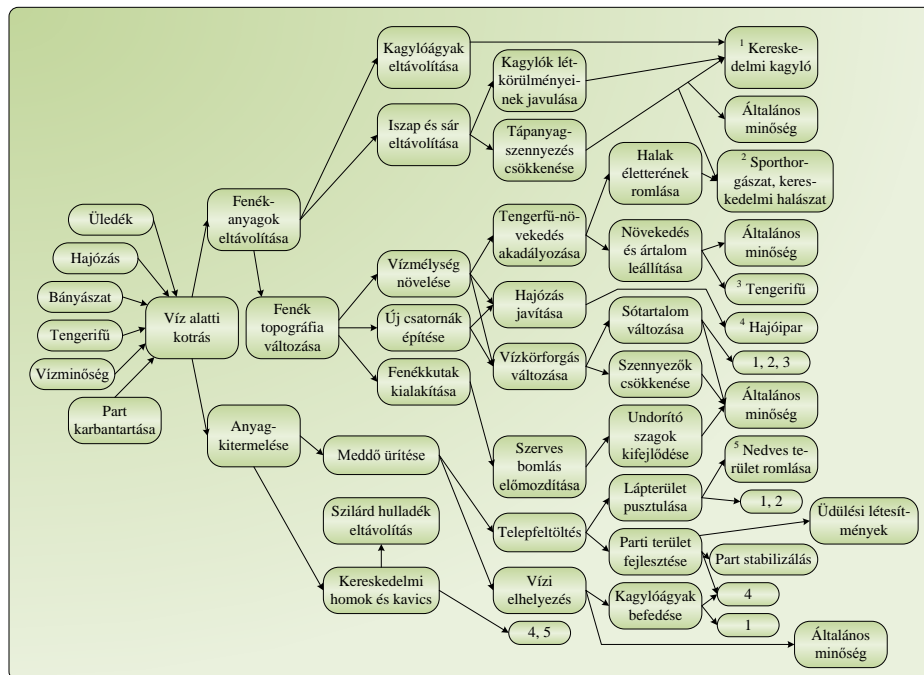 Üledék
Hajózás
Bányászat
Tengerifű
Vízminőség
Part
karbantartása
Víz alatti
kotrás
Fenék-
anyagok
eltávolítása
Fenék
topográfia
változása
Anyag-
kitermelése
Kagylóágyak
eltávolítása
Iszap és sár
eltávolítása
Vízmélység
növelése
Új csatornák
építése
Fenékkutak
kialakítása
Meddő ürítése
Szilárd hulladék
eltávolítás
Kereskedelmi
homok és kavics
Kagylók lét-
körülményei-
nek javulása
Tápanyag-
szennyezés
csökkenése
Tengerfű-nö-
vekedés
akadályozása
Hajózás
javítása
Vízkörforgás
változása
Szerves
bomlás
előmozdítása
Telepfeltöltés
Vízi
elhelyezés
4, 5
Halak
életterének
romlása
Növekedés
és ártalom
leállítása
Sótartalom
változása
Szennyezők
csökkenése
Undorító
szagok
kifejlődése
Lápterület
pusztulása
Parti terület
fejlesztése
Kagylóágyak
befedése
1 Keres-
kedelmi kagyló
Általános
minőség
2 Sporthor-
gászat, keres-
kedelmi halászat
Általános
minőség
3 Tengerifű
4 Hajóipar
1, 2, 3
Általános
minőség
5 Nedves te-
rület romlása
1, 2
Üdülési létesít-
mények
Part stabilizálás
4
1
Általános
minőség